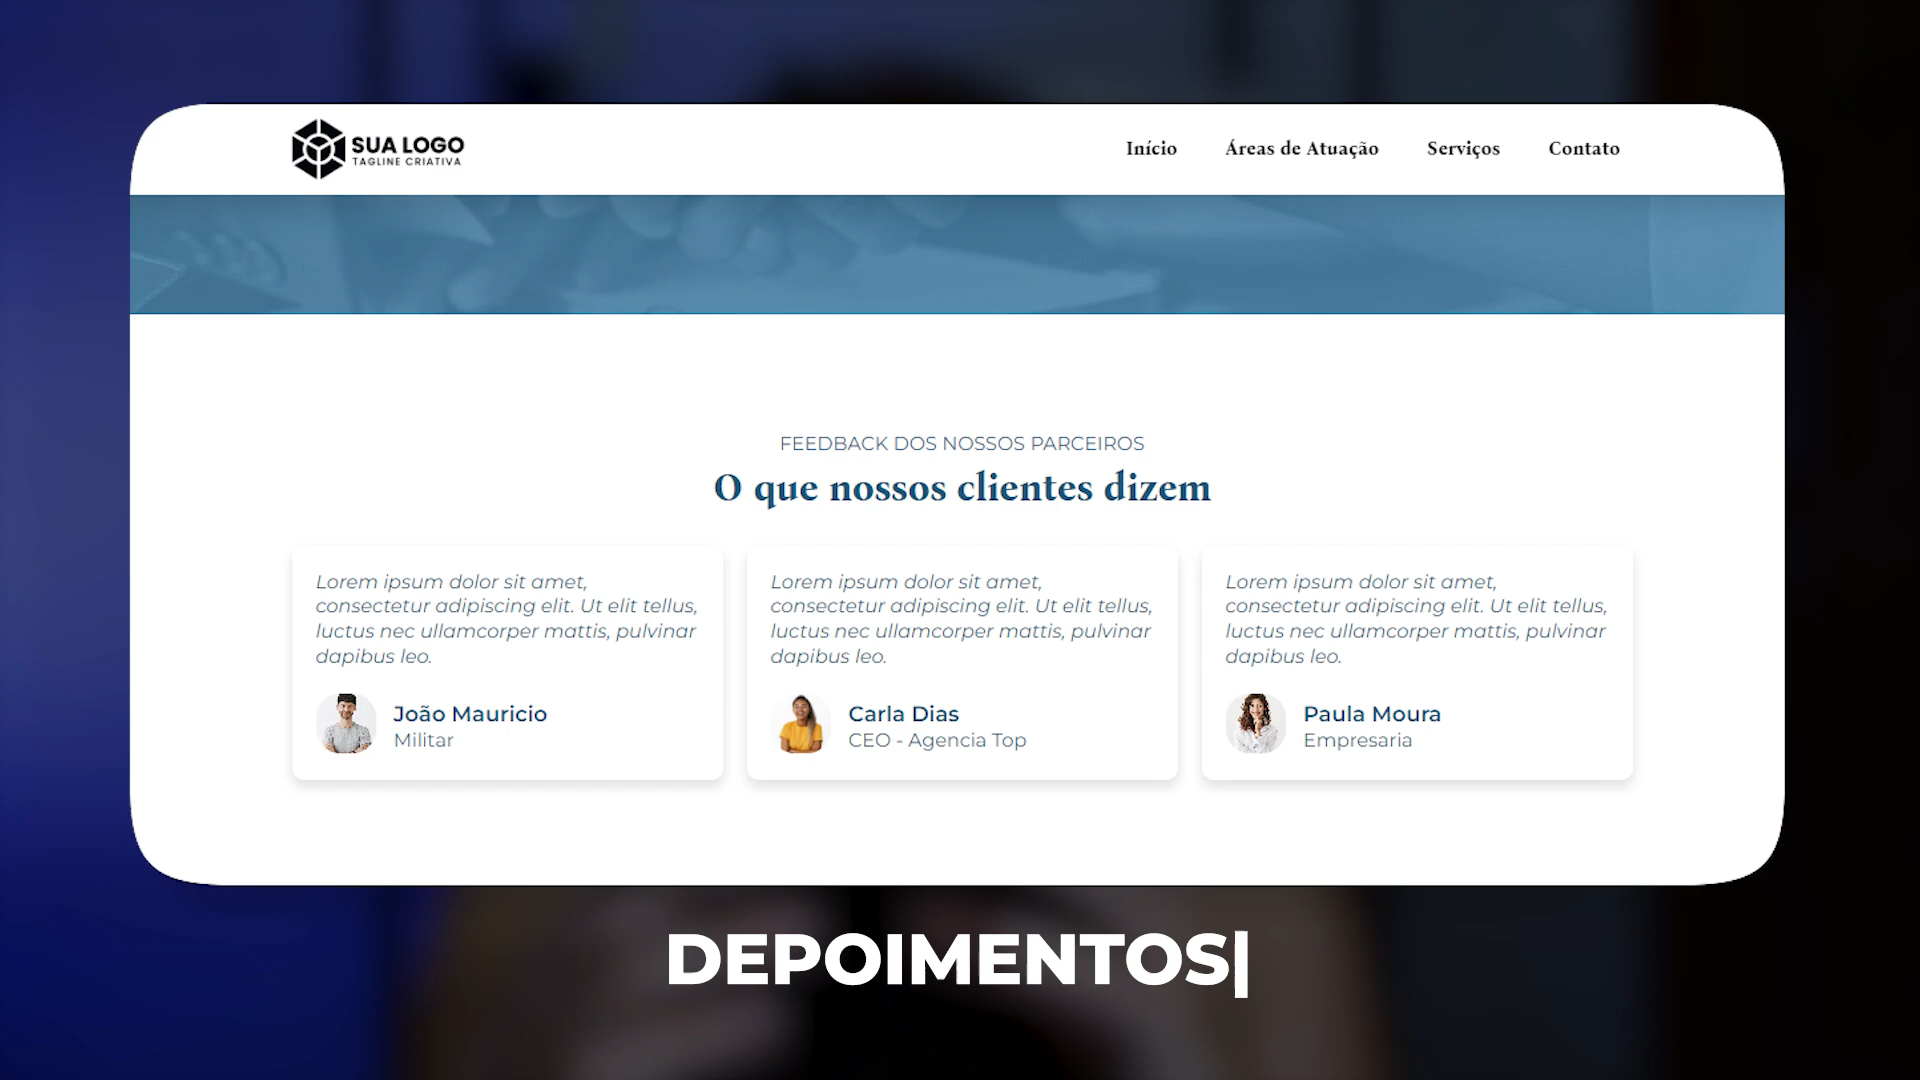 SUA LOGO
TAGLINE CRIATIVA
Início Áreas de Atuação Serviços Contato
FEEDBACK DOS NOSSOS PARCEIROS
O que nossos clientes dizem
Lorem ipsum dolor sit amet,
consectetur adipiscing elit. Ut elit tellus,
luctus nec ullamcorper mattis, pulvinar
dapibus leo.
João Mauricio
Militar
Lorem ipsum dolor sit amet,
consectetur adipiscing elit. Ut elit tellus,
luctus nec ullamcorper mattis, pulvinar
dapibus leo.
Carla Dias
CEO - Agencia Top
Lorem ipsum dolor sit amet,
consectetur adipiscing elit. Ut elit tellus,
luctus nec ullamcorper mattis, pulvinar
dapibus leo.
Paula Moura
Empresaria
DEPOIMENTOS|